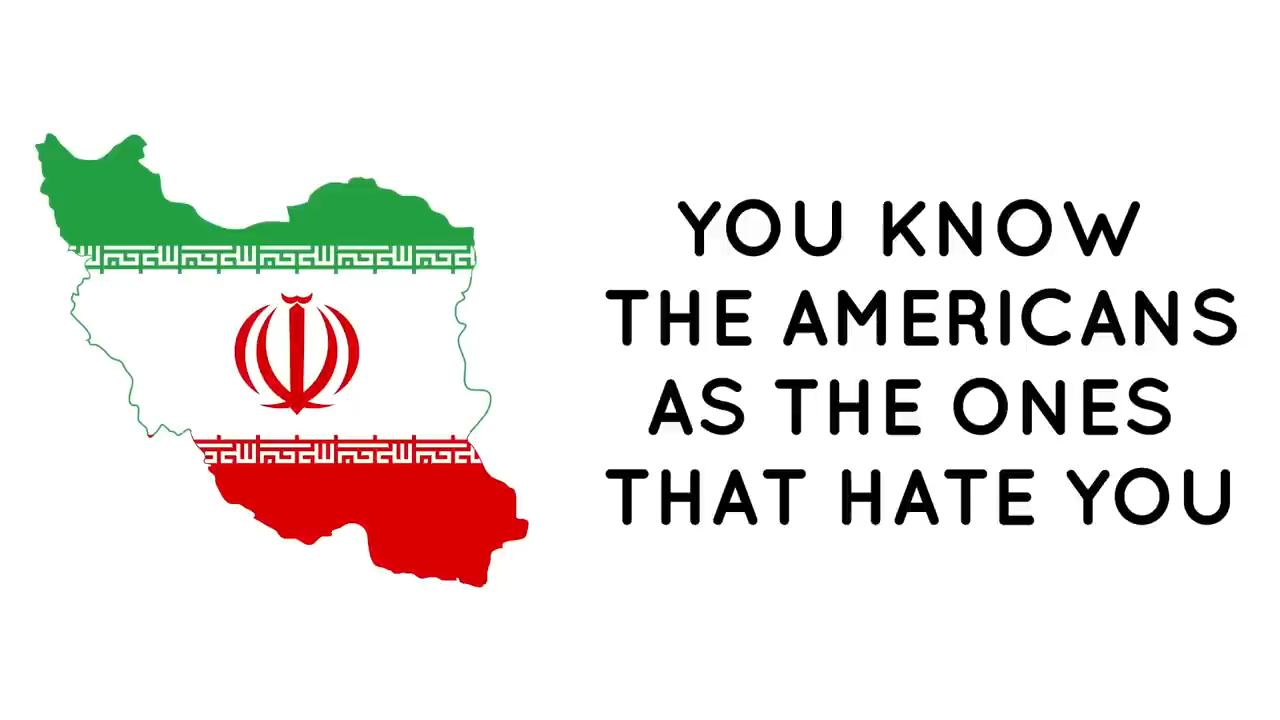 YOU KNOW
THE AMERICANS
AS THE ONES
THAT HATE YOU